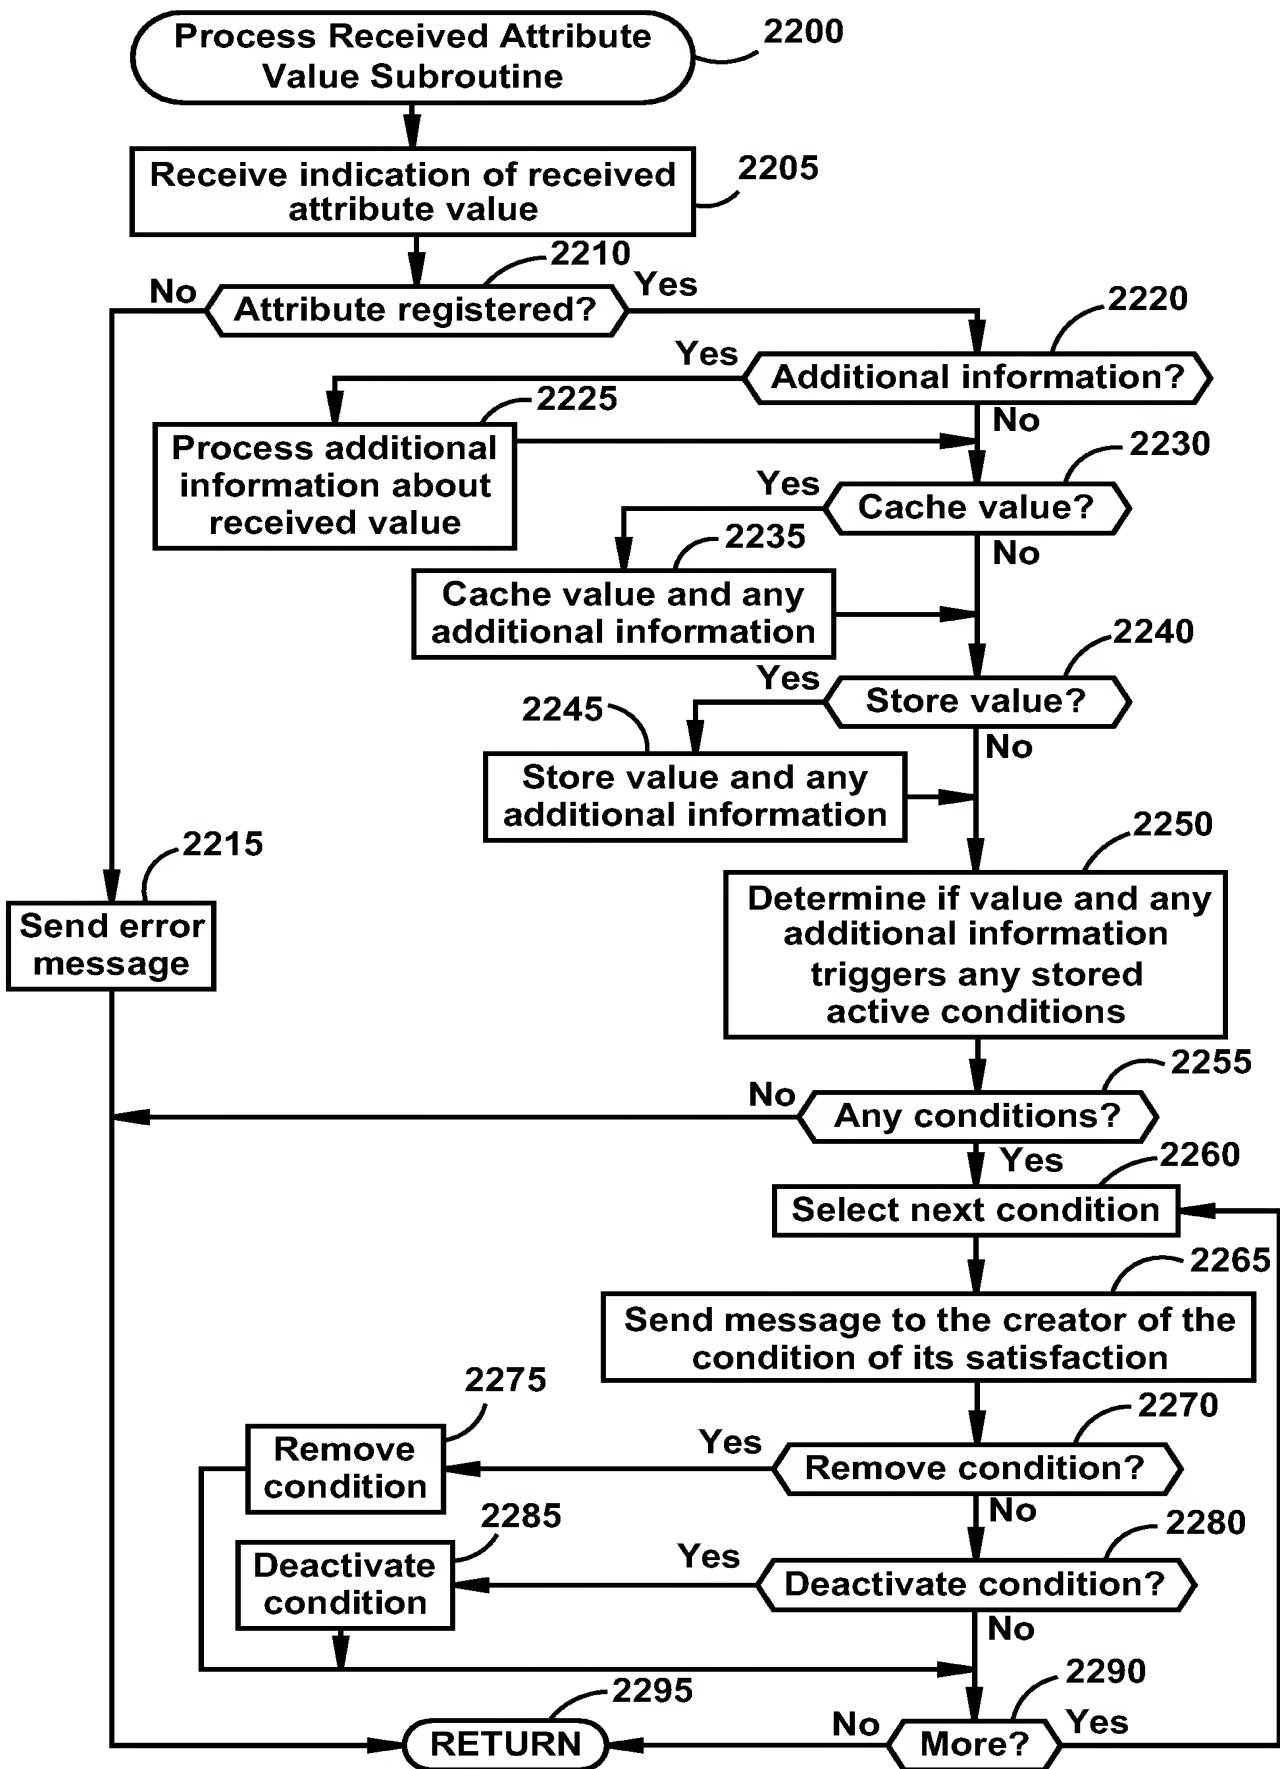 Process Received Attribute
Value Subroutine
2200
Receive indication of received
attribute value
2205
2210
No
Attribute registered?
Yes
2220
Yes
Additional information?
No
2225
Process additional
information about
received value
2230
Yes
Cache value?
No
2235
Cache value and any
additional information
2240
Yes
Store value?
No
2245
Store value and any
additional information
2250
Determine if value and any
additional information
triggers any stored
active conditions
2215
Send error
message
2255
No
Any conditions?
Yes
2260
Select next condition
2265
Send message to the creator of the
condition of its satisfaction
2270
Yes
Remove condition?
No
2275
Remove
condition
2280
Yes
Deactivate condition?
No
2285
Deactivate
condition
2290
No
More?
Yes
2295
RETURN